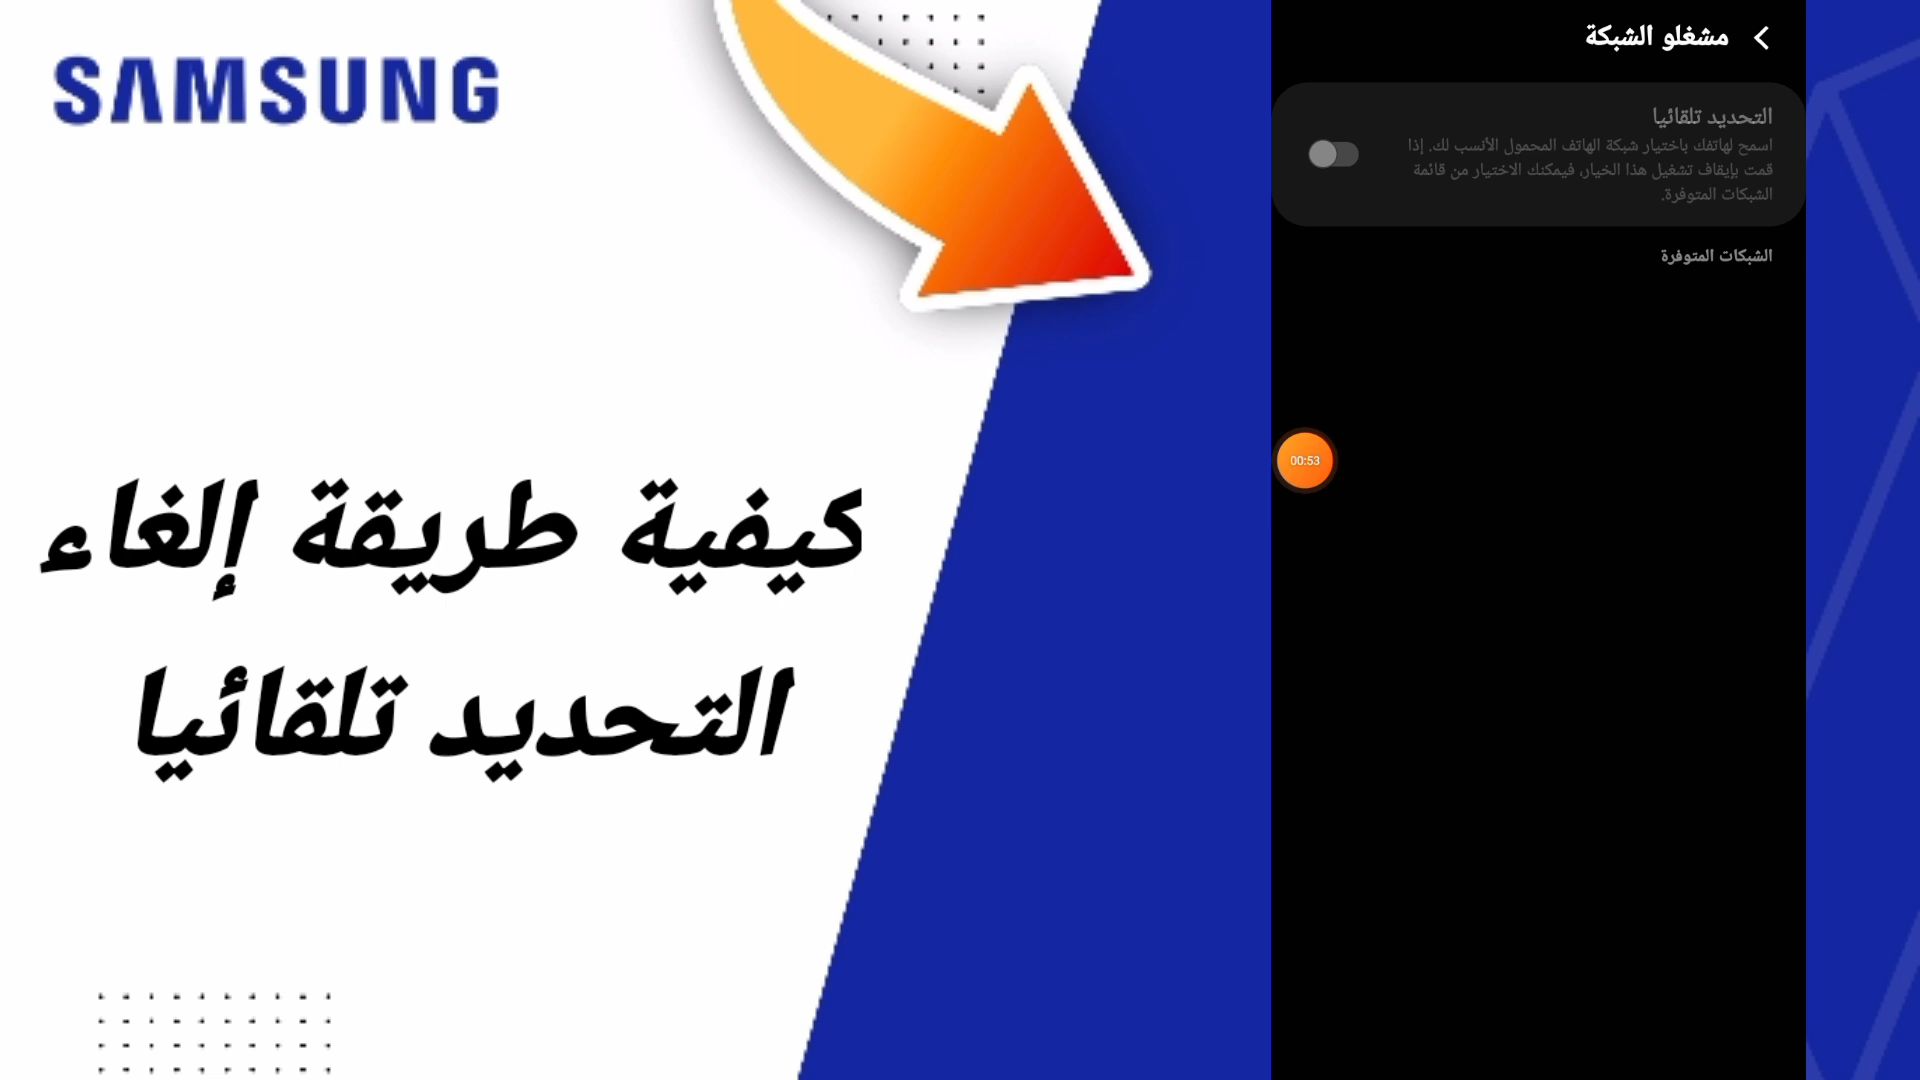 SAMSUNG
كيفية طريقة إلغاء
التحديد تلقائيا
مشغلو الشبكة
التحديد تلقائيا
اسمح لهاتفك باختيار شبكة الهاتف المحمول الأنسب لك. إذا
قمت بإيقاف تشغيل هذا الخيار، فيمكنك الاختيار من قائمة
الشبكات المتوفرة.
الشبكات المتوفرة
00:53